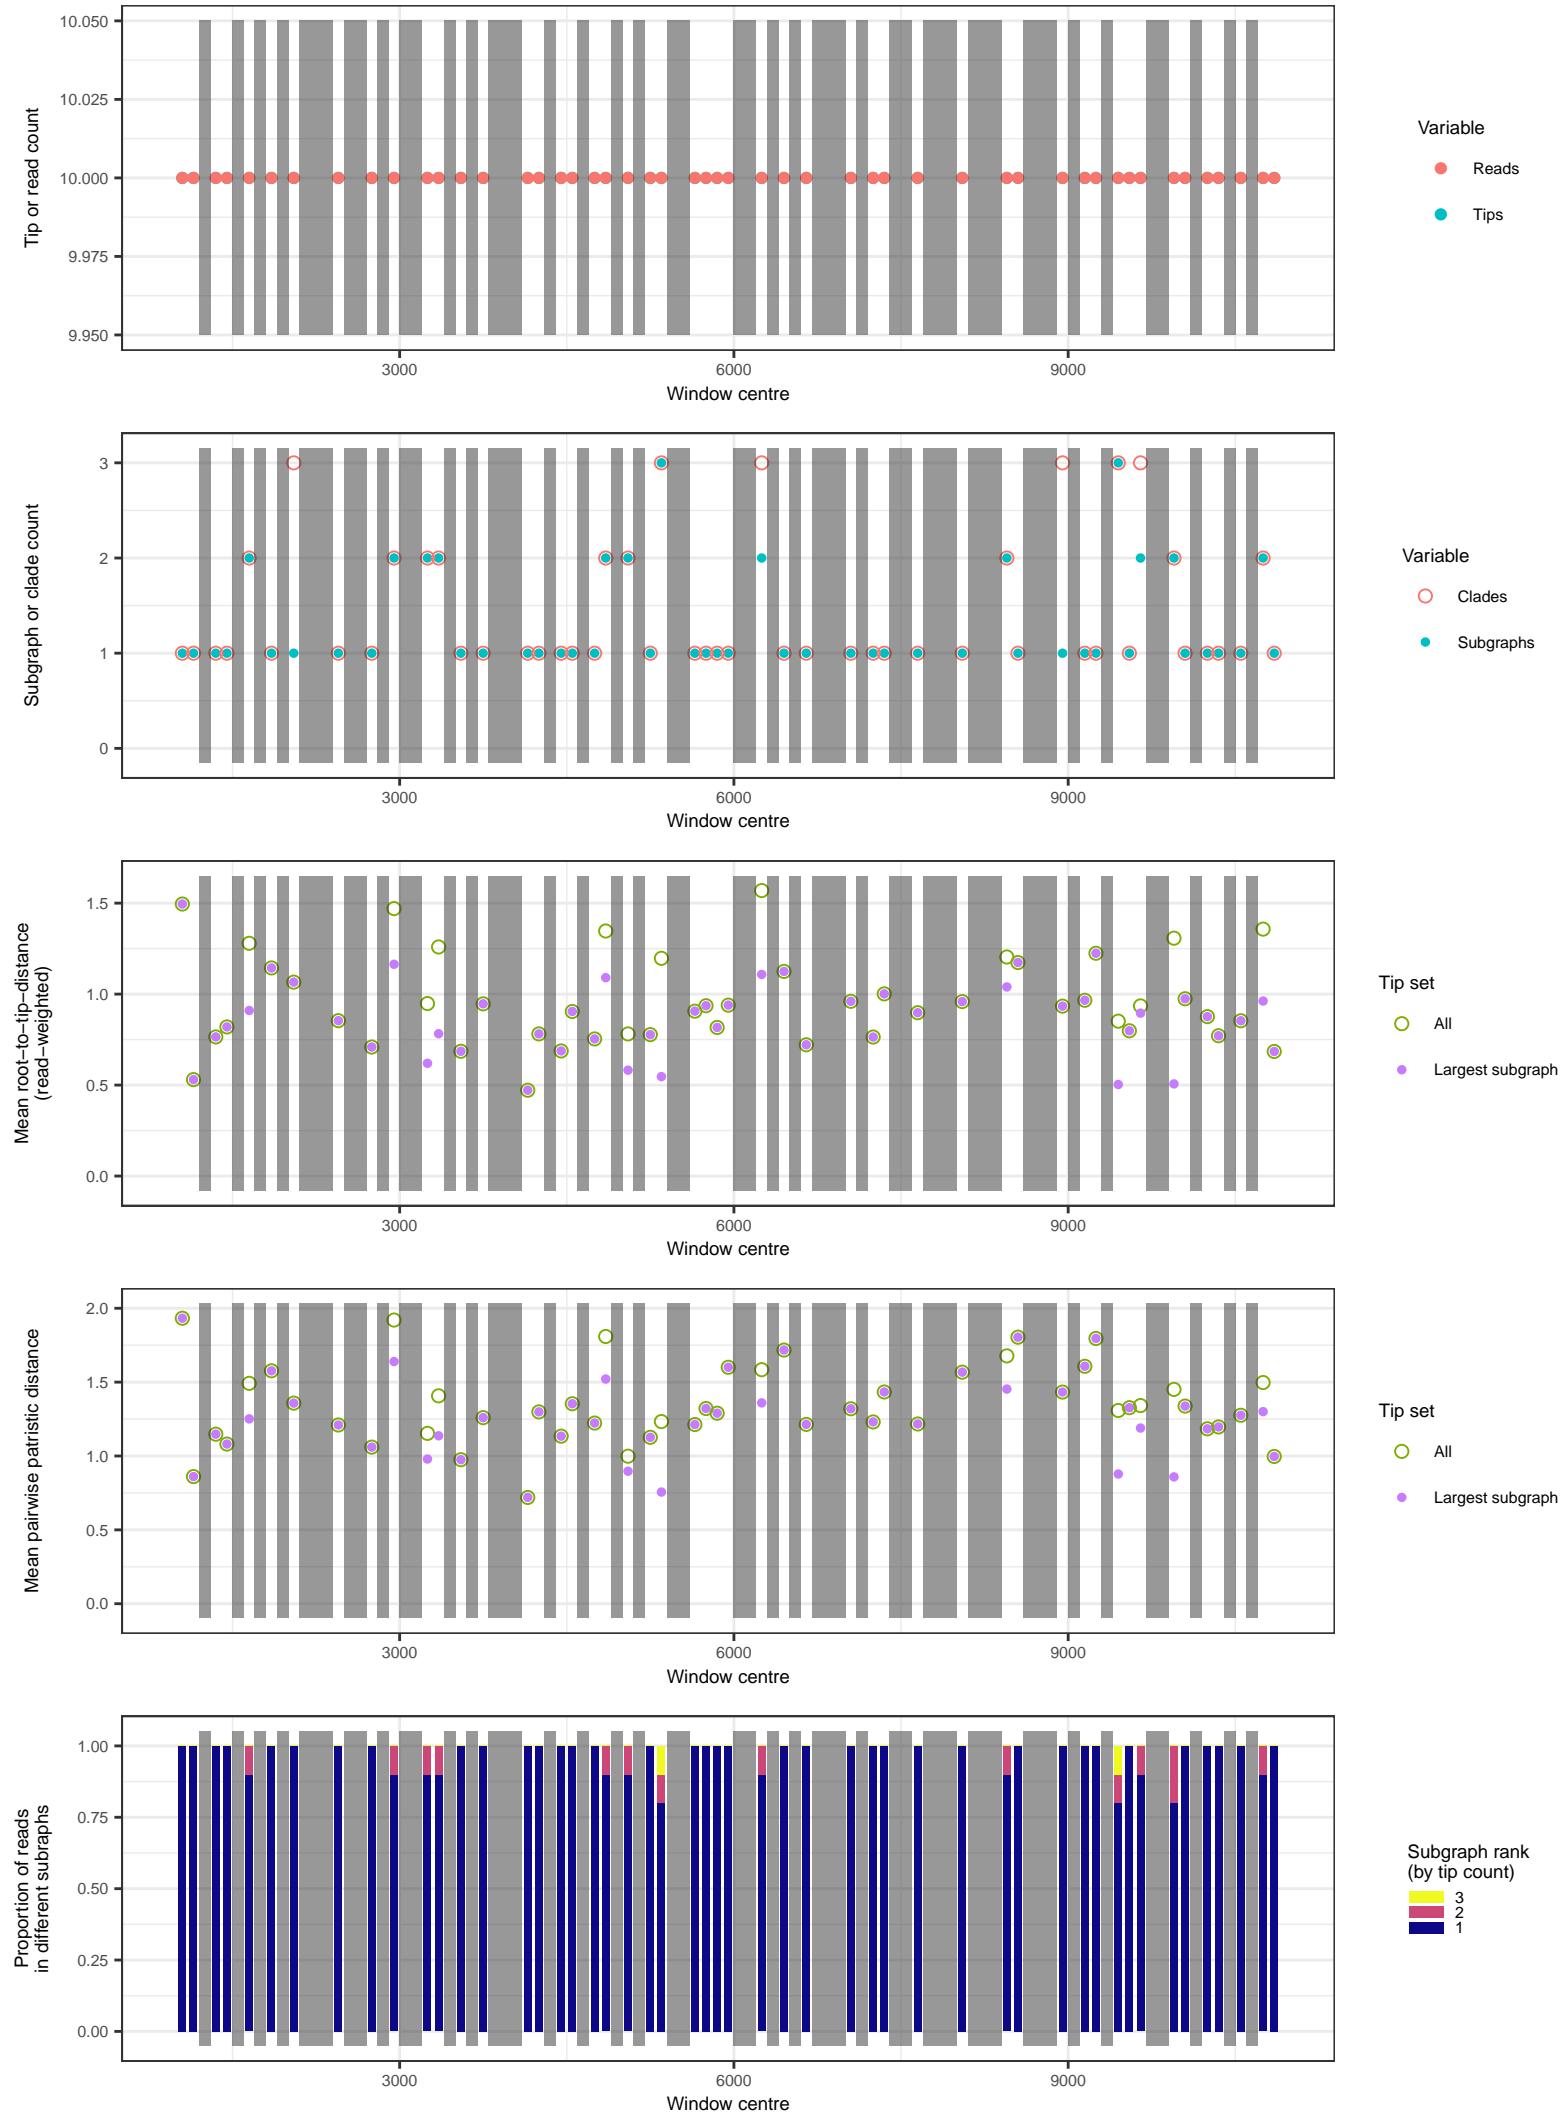 10.050
10.025
10.000
9.975
9.950
Tip or read count
3000
6000
9000
Window centre
Variable
Reads
Tips
3
2
1
0
Subgraph or clade count
3000
6000
9000
Window centre
Variable
Clades
Subgraphs
1.5
1.0
0.5
0.0
Mean root−to−tip−distance
(read−weighted)
3000
6000
9000
Window centre
Tip set
All
Largest subgraph
2.0
1.5
1.0
0.5
0.0
Mean pairwise patristic distance
3000
6000
9000
Window centre
Tip set
All
Largest subgraph
1.00
0.75
0.50
0.25
0.00
Proportion of reads
in different subraphs
3000
6000
9000
Window centre
Subgraph rank
(by tip count)
3
2
1